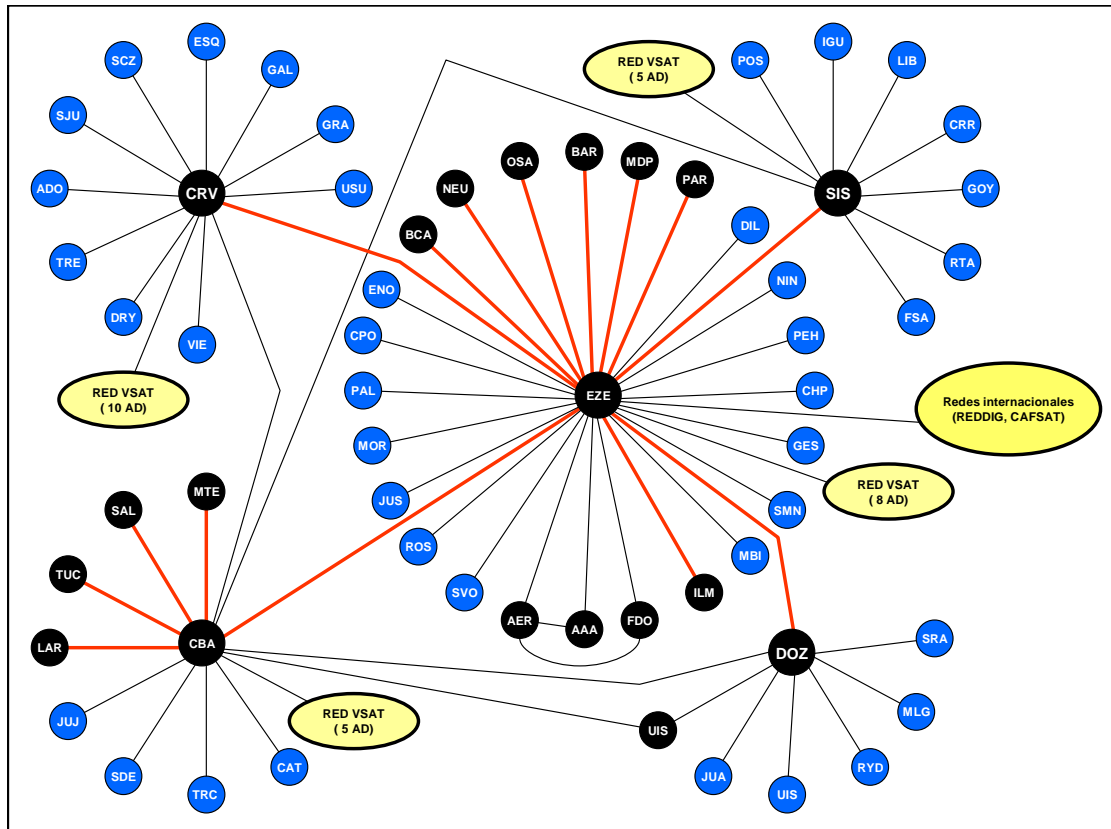 ESQ
IGU
SCZ
GAL
RED VSAT
( 5 AD)
POS
LIB
SJU
GRA
CRR
OSA
BAR
MDP
PAR
NEU
ADO
CRV
USU
SIS
GOY
BCA
DIL
TRE
RTA
ENO
NIN
DRY
FSA
VIE
CPO
PEH
RED VSAT
( 10 AD)
PAL
EZE
CHP
Redes internacionales
(REDDIG, CAFSAT)
MOR
GES
MTE
JUS
RED VSAT
( 8 AD)
SAL
SMN
ROS
MBI
TUC
SVO
ILM
AER
AAA
FDO
LAR
CBA
DOZ
SRA
JUJ
RED VSAT
( 5 AD)
UIS
MLG
SDE
TRC
CAT
JUA
UIS
RYD